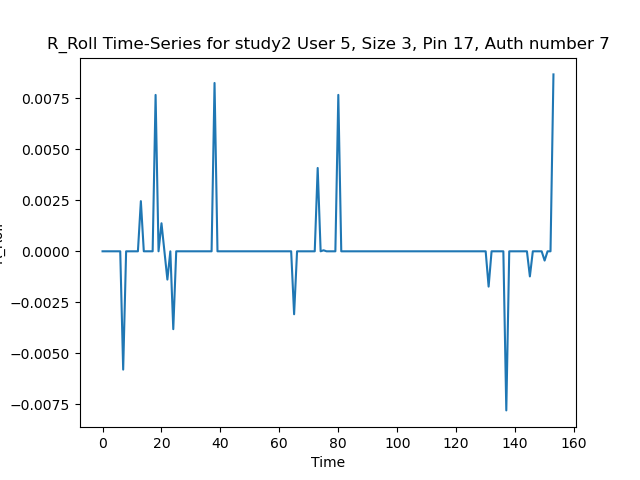 R_Roll Time-Series for study2 User 5, Size 3, Pin 17, Auth number 7
0.0075
0.0050
0.0025
0.0000
−0.0025
−0.0050
−0.0075
R_Roll
0 20 40 60 80 100 120 140 160
Time